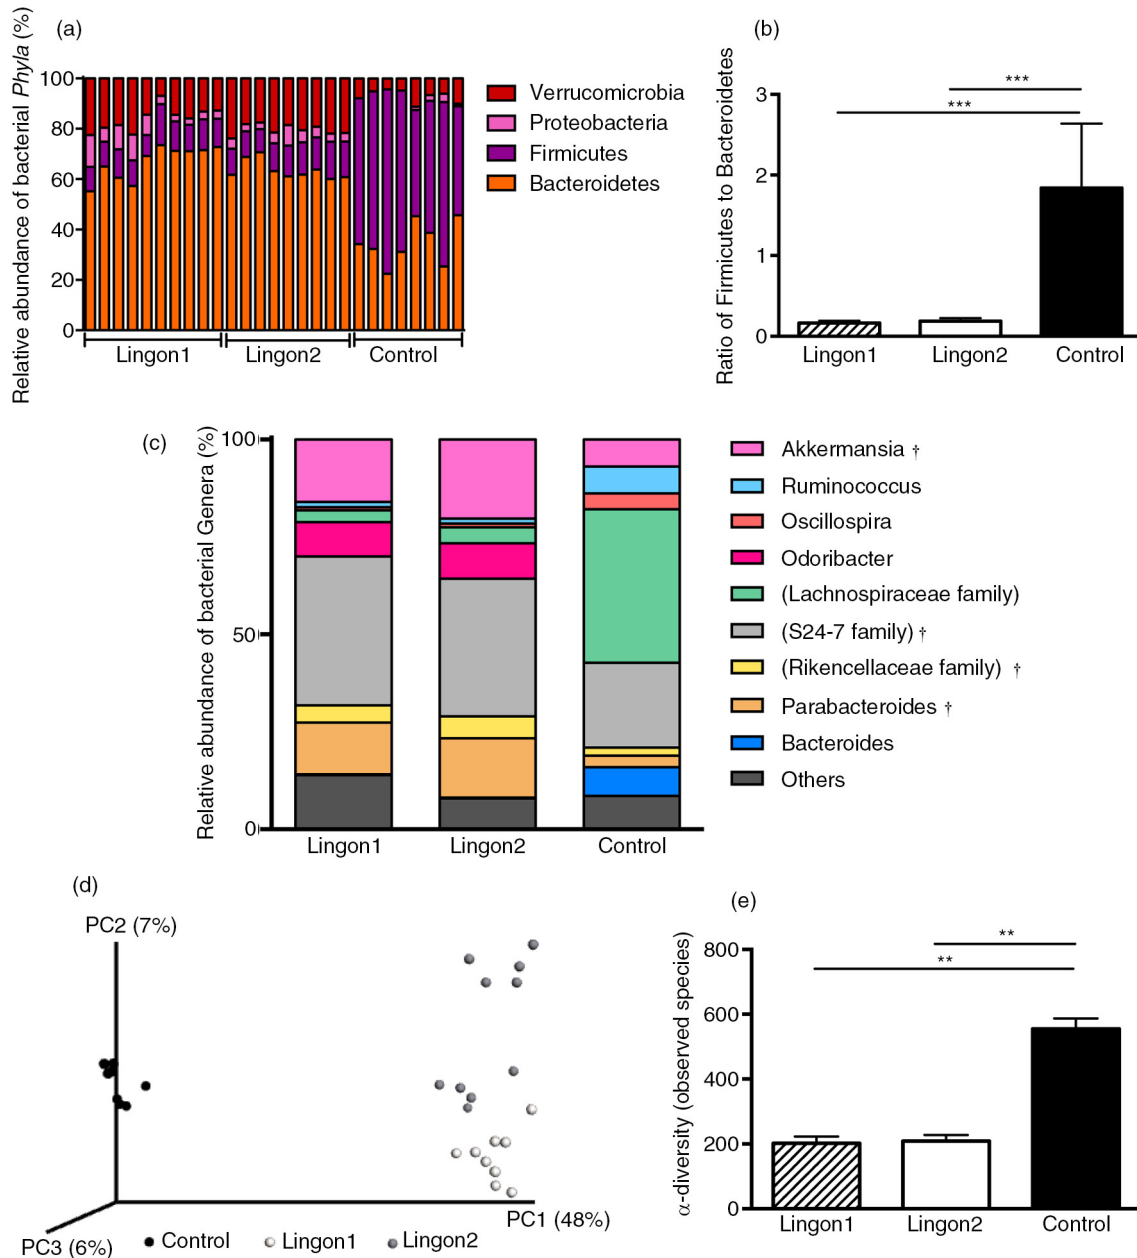 (a)
Relative abundance of bacterial Phyla (%)
100
80
60
40
20
0
Lingon1
Lingon2
Control
Verrucomicrobia
Proteobacteria
Firmicutes
Bacteroidetes
(b)
Ratio of Firmicutes to Bacteroidetes
3
2
1
0
***
***
Lingon1
Lingon2
Control
(c)
Relative abundance of bacterial Genera (%)
100
50
0
Lingon1
Lingon2
Control
Akkermansia †
Ruminococcus
Oscillospira
Odoribacter
(Lachnospiraceae family)
(S24-7 family) †
(Rikencellaceae family) †
Parabacteroides †
Bacteroides
Others
(d)
PC2 (7%)
PC1 (48%)
PC3 (6%)
Control
Lingon1
Lingon2
(e)
α-diversity (observed species)
800
600
400
200
0
**
**
Lingon1
Lingon2
Control